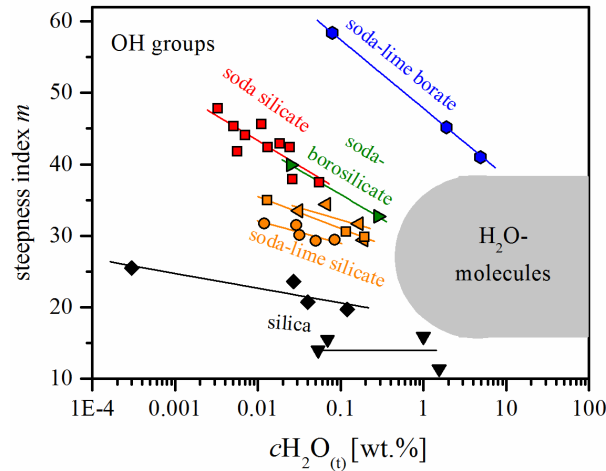 60
50
40
30
20
10
steepness index m
OH groups
soda-lime borate
soda silicate
soda-
borosilicate
soda-lime silicate
silica
H₂O-
molecules
1E-4
0.001
0.01
0.1
1
10
100
cH₂O₍ₜ₎ [wt.%]